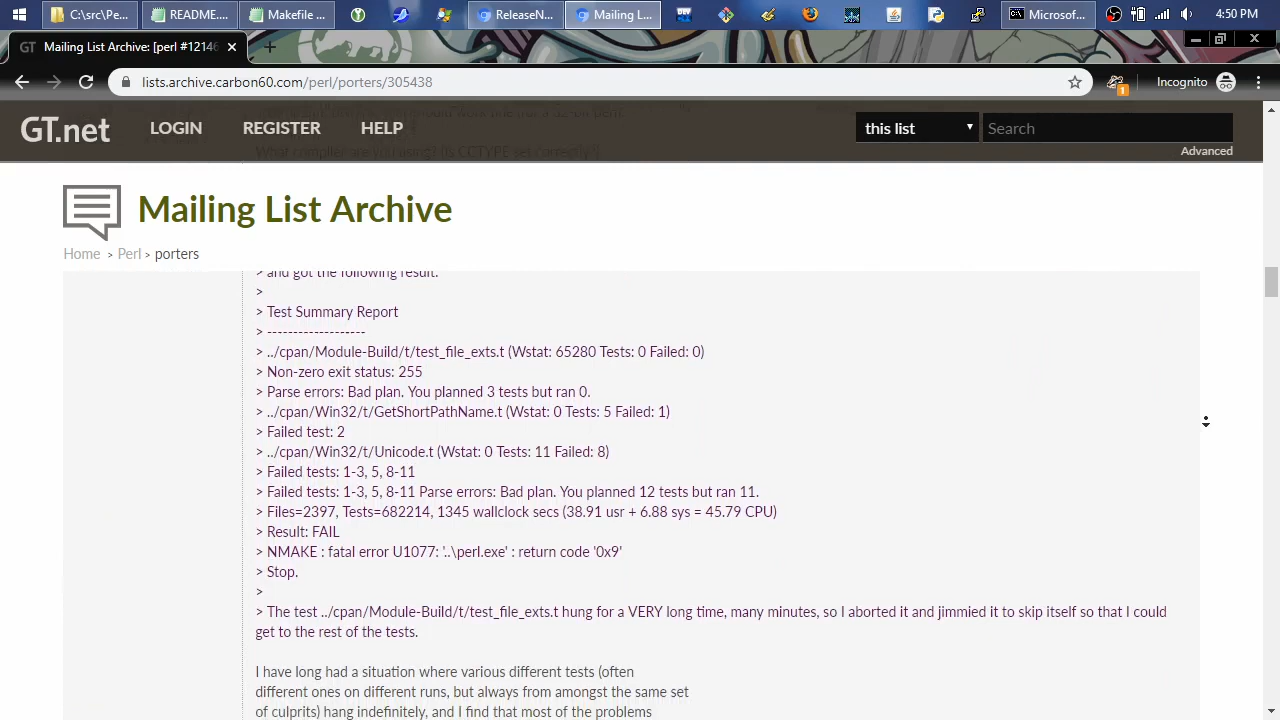 C:\src\Pe...
README....
Makefile ...
ReleaseN...
Mailing L...
Microsof...
4:50 PM
GT Mailing List Archive: [perl #12146
lists.archive.carbon60.com/perl/porters/305438
1
Incognito
GT.net
LOGIN
REGISTER
HELP
this list
Search
Advanced
What compiler are you using? (Is CCTYPE set correctly?)
Mailing List Archive
Home > Perl > porters
> and got the following result.
>
> Test Summary Report
> -------------------
> ../cpan/Module-Build/t/test_file_exts.t (Wstat: 65280 Tests: 0 Failed: 0)
> Non-zero exit status: 255
> Parse errors: Bad plan. You planned 3 tests but ran 0.
> ../cpan/Win32/t/GetShortPathName.t (Wstat: 0 Tests: 5 Failed: 1)
> Failed test: 2
> ../cpan/Win32/t/Unicode.t (Wstat: 0 Tests: 11 Failed: 8)
> Failed tests: 1-3, 5, 8-11
> Failed tests: 1-3, 5, 8-11 Parse errors: Bad plan. You planned 12 tests but ran 11.
> Files=2397, Tests=682214, 1345 wallclock secs (38.91 usr + 6.88 sys = 45.79 CPU)
> Result: FAIL
> NMAKE : fatal error U1077: '..\perl.exe' : return code '0x9'
> Stop.
>
> The test ../cpan/Module-Build/t/test_file_exts.t hung for a VERY long time, many minutes, so I aborted it and jimmied it to skip itself so that I could
get to the rest of the tests.
I have long had a situation where various different tests (often
different ones on different runs, but always from amongst the same set
of culprits) hang indefinitely, and I find that most of the problems